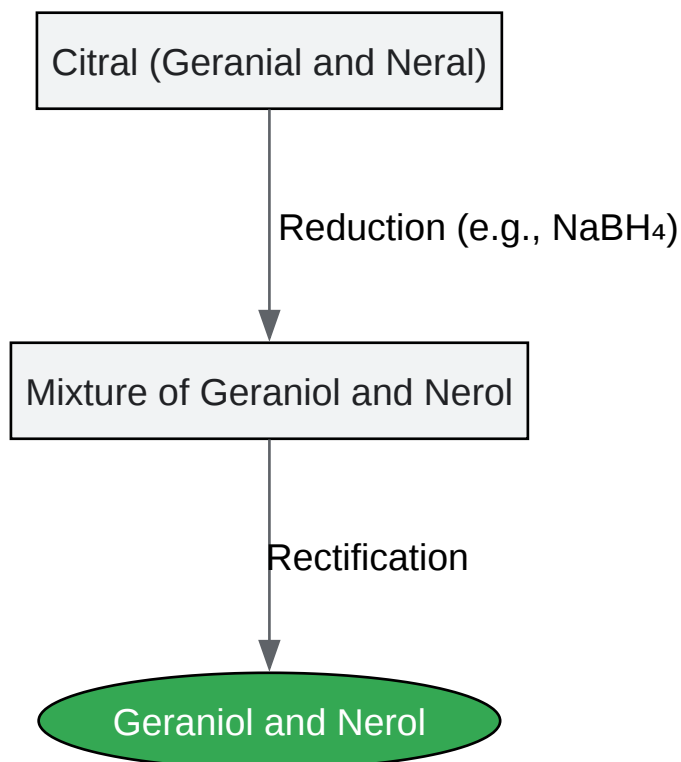 Citral (Geranial and Neral)
Reduction (e.g., NaBH₄)
Mixture of Geraniol and Nerol
Rectification
Geraniol and Nerol